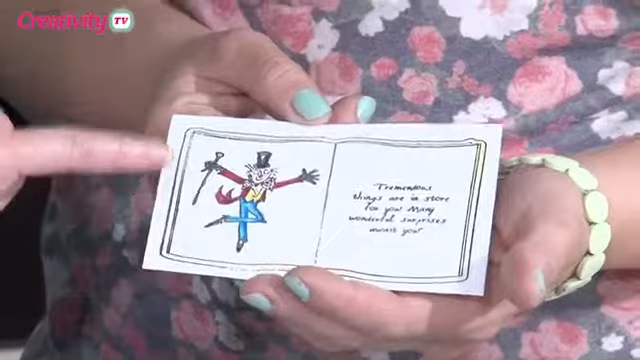 Creativity TV
Tremendous
things are in store
for you! Many
wonderful surprises
await you!